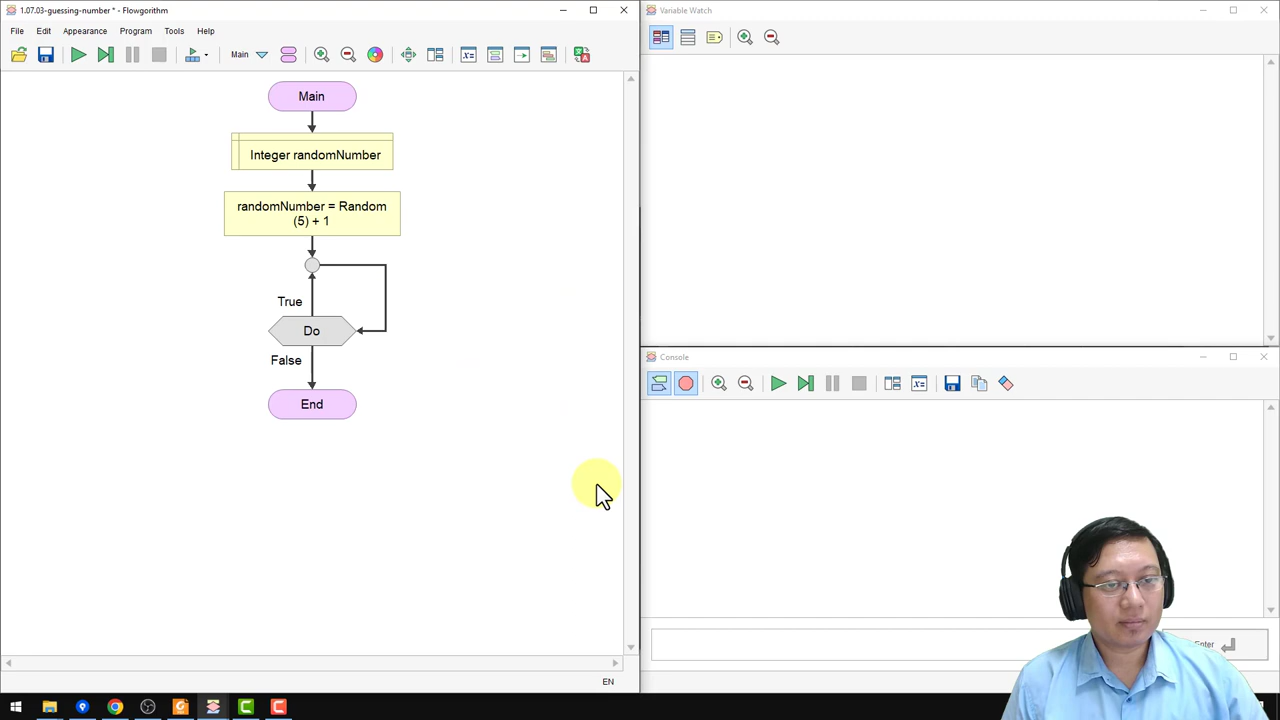 1.07.03-guessing-number * - Flowgorithm
File Edit Appearance Program Tools Help
Main
Main
Integer randomNumber
randomNumber = Random
(5) + 1
True
Do
False
End
EN
Variable Watch
Console
Enter